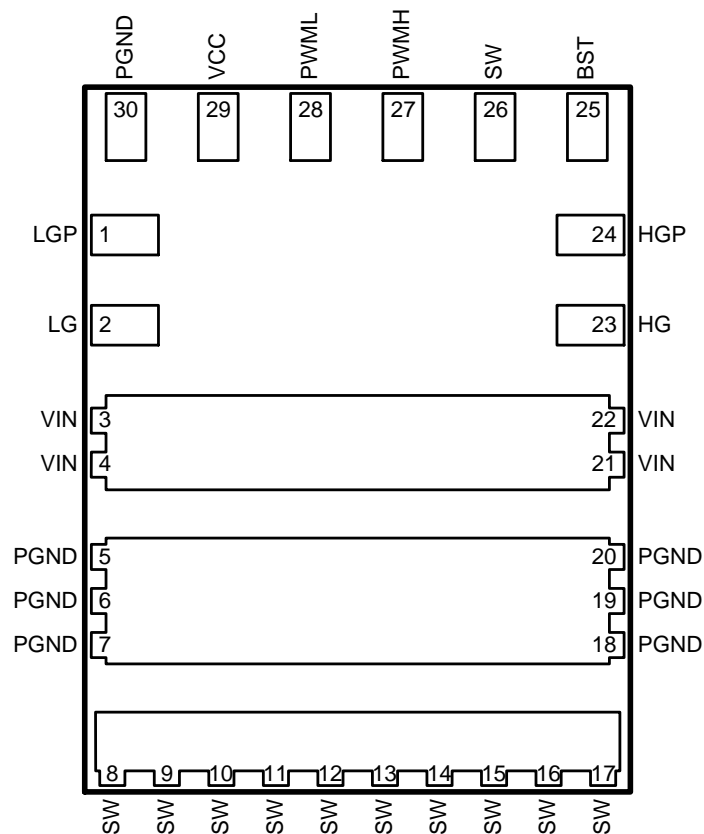 PGND VCC PWML PWMH SW BST
30 29 28 27 26 25
LGP 1 24 HGP
LG 2 23 HG
VIN 3 22 VIN
VIN 4 21 VIN
PGND 5 20 PGND
PGND 6 19 PGND
PGND 7 18 PGND
8 9 10 11 12 13 14 15 16 17
SW SW SW SW SW SW SW SW SW SW